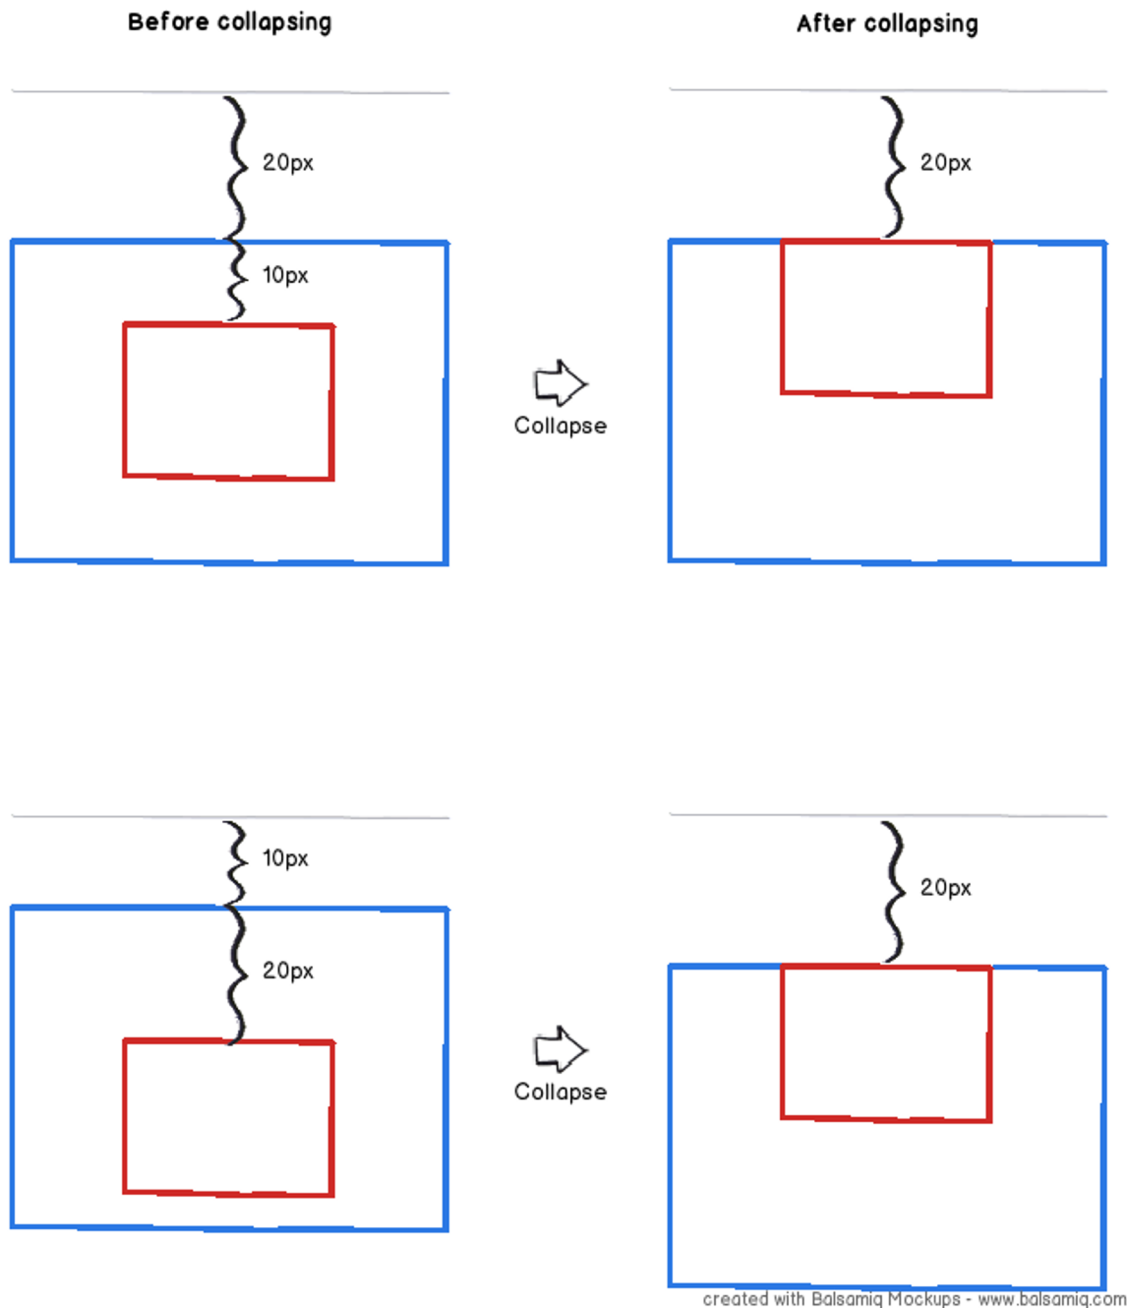 Before collapsing
After collapsing
20px
20px
10px
Collapse
10px
20px
20px
Collapse
created with Balsamiq Mockups - www.balsamiq.com